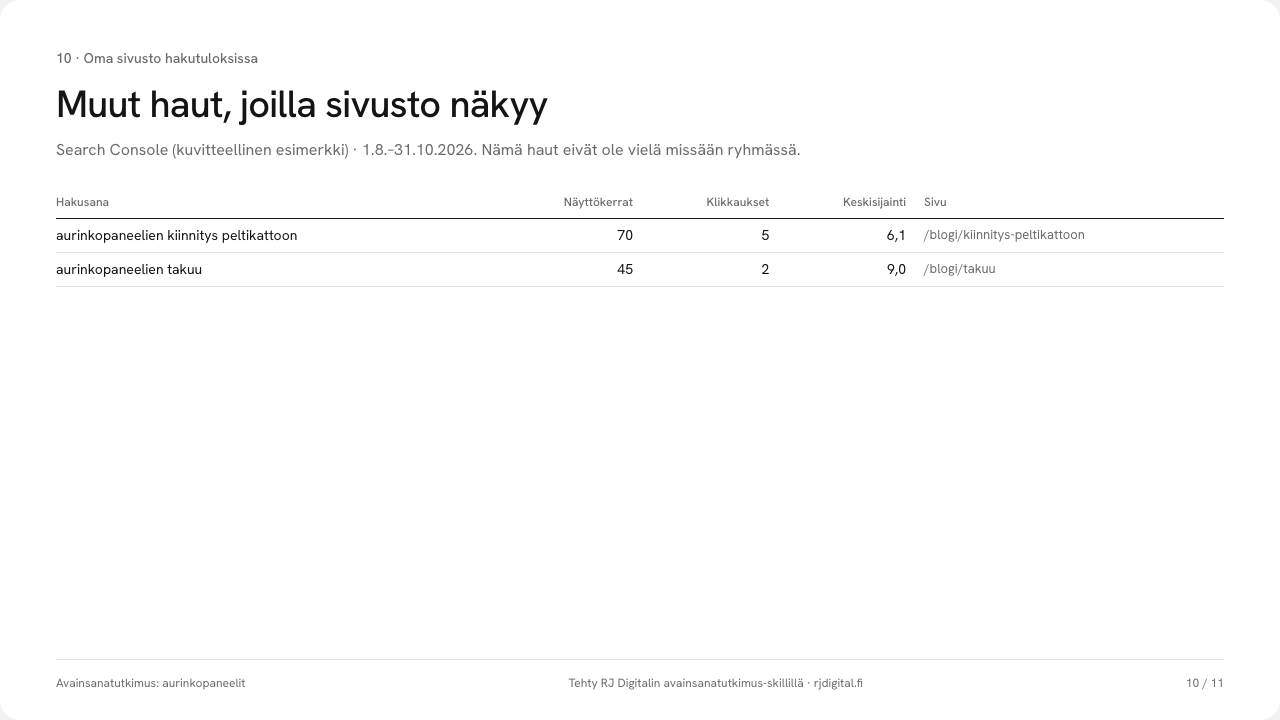 10 · Oma sivusto hakutuloksissa
Muut haut, joilla sivusto näkyy
Search Console (kuvitteellinen esimerkki) · 1.8.–31.10.2026. Nämä haut eivät ole vielä missään ryhmässä.
Hakusana Näyttökerrat Klikkaukset Keskisijainti Sivu
aurinkopaneelien kiinnitys peltikattoon 70 5 6,1 /blogi/kiinnitys-peltikattoon
aurinkopaneelien takuu 45 2 9,0 /blogi/takuu
Avainsanatutkimus: aurinkopaneelit Tehty RJ Digitalin avainsanatutkimus-skillillä · rjdigital.fi 10 / 11